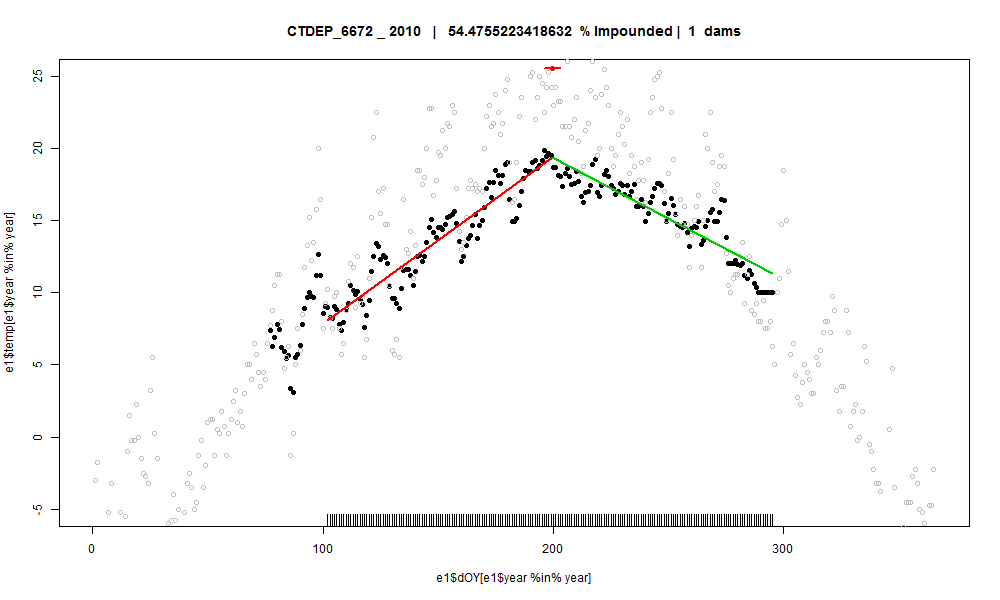 CTDEP_6672 _ 2010 | 54.4755223418632 % Impounded | 1 dams
e1$temp[e1$year %in% year]
25
20
15
10
5
0
-5
0 100 200 300
e1$dOY[e1$year %in% year]